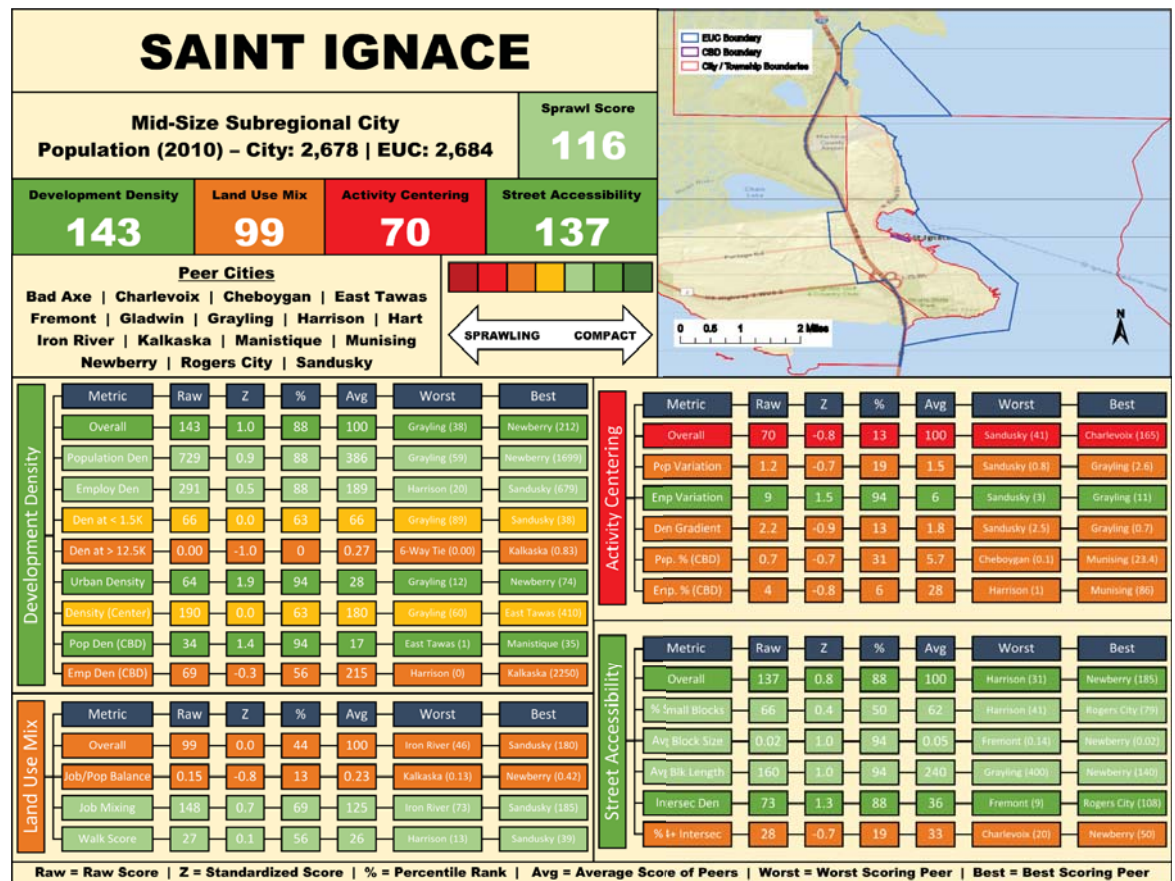 SAINT IGNACE
Mid-Size Subregional City
Population (2010) – City: 2,678 | EUC: 2,684
Sprawl Score
116
Development Density
143
Land Use Mix
99
Activity Centering
70
Street Accessibility
137
Peer Cities
Bad Axe | Charlevoix | Cheboygan | East Tawas
Fremont | Gladwin | Grayling | Harrison | Hart
Iron River | Kalkaska | Manistique | Munising
Newberry | Rogers City | Sandusky
SPRAWLING COMPACT
EUC Boundary
CBD Boundary
City / Township Boundaries
St. Ignace
0 0.5 1 2 Miles
N
Development Density
Metric Raw Z % Avg Worst Best
Overall 143 1.0 88 100 Grayling (38) Newberry (212)
Population Den 729 0.9 88 386 Grayling (59) Newberry (1699)
Employ Den 291 0.5 88 189 Harrison (20) Sandusky (679)
Den at < 1.5K 66 0.0 63 66 Grayling (89) Sandusky (38)
Den at > 12.5K 0.00 -1.0 0 0.27 6-Way Tie (0.00) Kalkaska (0.83)
Urban Density 64 1.9 94 28 Grayling (12) Newberry (74)
Density (Center) 190 0.0 63 180 Grayling (60) East Tawas (410)
Pop Den (CBD) 34 1.4 94 17 East Tawas (1) Manistique (35)
Emp Den (CBD) 69 -0.3 56 215 Harrison (0) Kalkaska (2250)
Land Use Mix
Metric Raw Z % Avg Worst Best
Overall 99 0.0 44 100 Iron River (46) Sandusky (180)
Job/Pop Balance 0.15 -0.8 13 0.23 Kalkaska (0.13) Newberry (0.42)
Job Mixing 148 0.7 69 125 Iron River (73) Sandusky (185)
Walk Score 27 0.1 56 26 Harrison (13) Sandusky (39)
Activity Centering
Metric Raw Z % Avg Worst Best
Overall 70 -0.8 13 100 Sandusky (41) Charlevoix (165)
Pop Variation 1.2 -0.7 19 1.5 Sandusky (0.8) Grayling (2.6)
Emp Variation 9 1.5 94 6 Sandusky (3) Grayling (11)
Den Gradient 2.2 -0.9 13 1.8 Sandusky (2.5) Grayling (0.7)
Pop. % (CBD) 0.7 -0.7 31 5.7 Cheboygan (0.1) Munising (23.4)
Emp. % (CBD) 4 -0.8 6 28 Harrison (1) Munising (86)
Street Accessibility
Metric Raw Z % Avg Worst Best
Overall 137 0.8 88 100 Harrison (31) Newberry (185)
% Small Blocks 66 0.4 50 62 Harrison (41) Rogers City (79)
Avg Block Size 0.02 1.0 94 0.05 Fremont (0.14) Newberry (0.02)
Avg Blk Length 160 1.0 94 240 Grayling (400) Newberry (140)
Intersec Den 73 1.3 88 36 Fremont (9) Rogers City (108)
% 4+ Intersec 28 -0.7 19 33 Charlevoix (20) Newberry (50)
Raw = Raw Score | Z = Standardized Score | % = Percentile Rank | Avg = Average Score of Peers | Worst = Worst Scoring Peer | Best = Best Scoring Peer